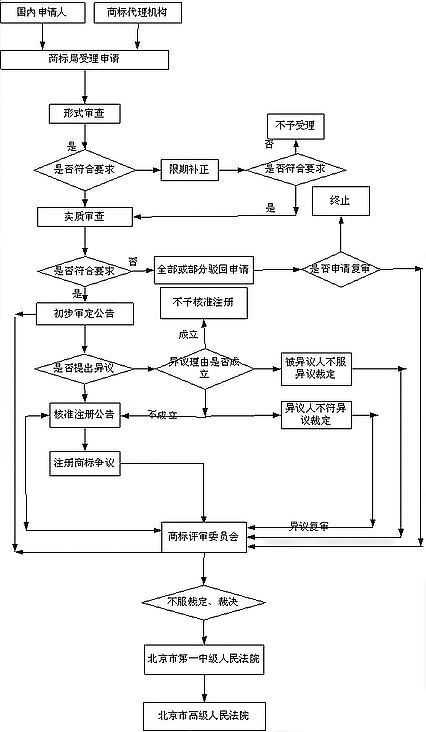 国内申请人
商标代理机构
商标局受理申请
形式审查
不予受理
是
否
是否符合要求
限期补正
是否符合要求
终止
是
实质审查
否
是否符合要求
全部或部分驳回申请
是否申请复审
是
不予核准注册
初步审定公告
成立
是否提出异议
异议理由是否成
立
被异议人不服
异议裁定
核准注册公告
不成立
异议人不符异
议裁定
注册商标争议
异议复审
商标评审委员会
不服裁定、裁决
北京市第一中级人民法院
北京市高级人民法院